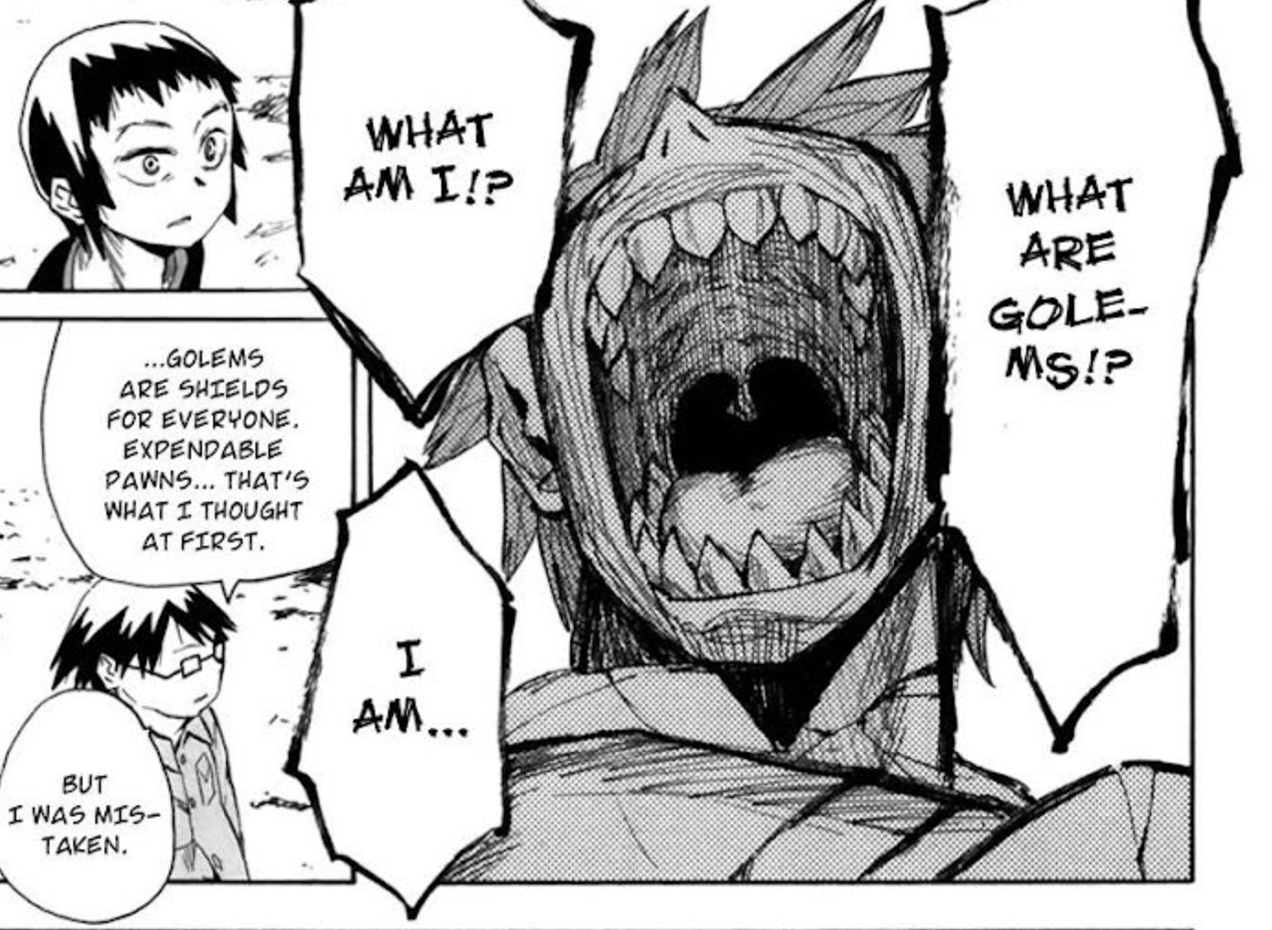 WHAT
ARE
GOLE-
MS!?
WHAT
AM I!?
I
AM...
...GOLEMS
ARE SHIELDS
FOR EVERYONE.
EXPENDABLE
PAWNS... THAT'S
WHAT I THOUGHT
AT FIRST.
BUT
I WAS MIS-
TAKEN.